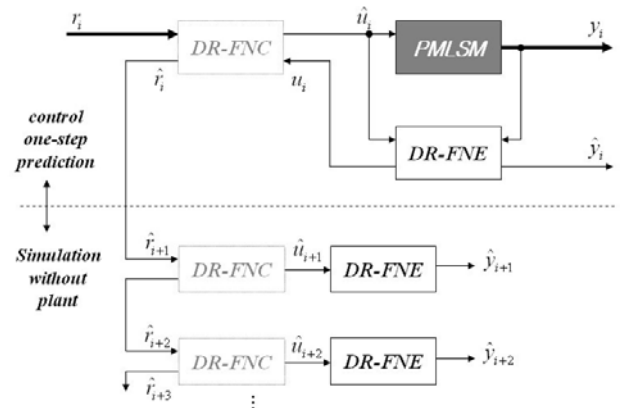 r_i
û_i
y_i
DR-FNC
PMLSM
r̂_i
u_i
control
one-step
prediction
DR-FNE
ŷ_i
Simulation
without
plant
r̂_{i+1}
û_{i+1}
DR-FNC
DR-FNE
ŷ_{i+1}
r̂_{i+2}
û_{i+2}
DR-FNC
DR-FNE
ŷ_{i+2}
r̂_{i+3}
⋮